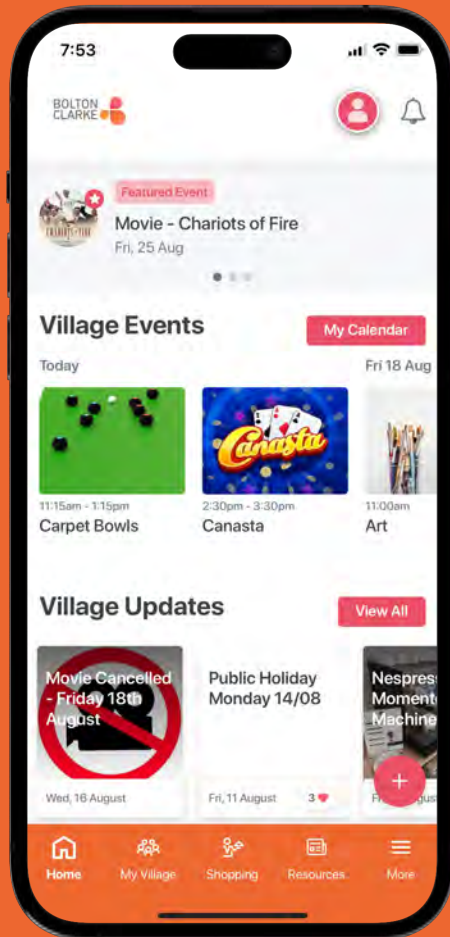 7:53
BOLTON
CLARKE
Featured Event
Movie - Chariots of Fire
Fri, 25 Aug
CHARIOTS of FIRE
Village Events
My Calendar
Today
Fri 18 Aug
Canasta
11:15am - 1:15pm
2:30pm - 3:30pm
11:00am
Carpet Bowls
Canasta
Art
Village Updates
View All
Movie Cancelled
- Friday 18th
August
Public Holiday
Monday 14/08
Nespres
Momento
Machine
Wed, 16 August
Fri, 11 August
3
Home
My Village
Shopping
Resources
More